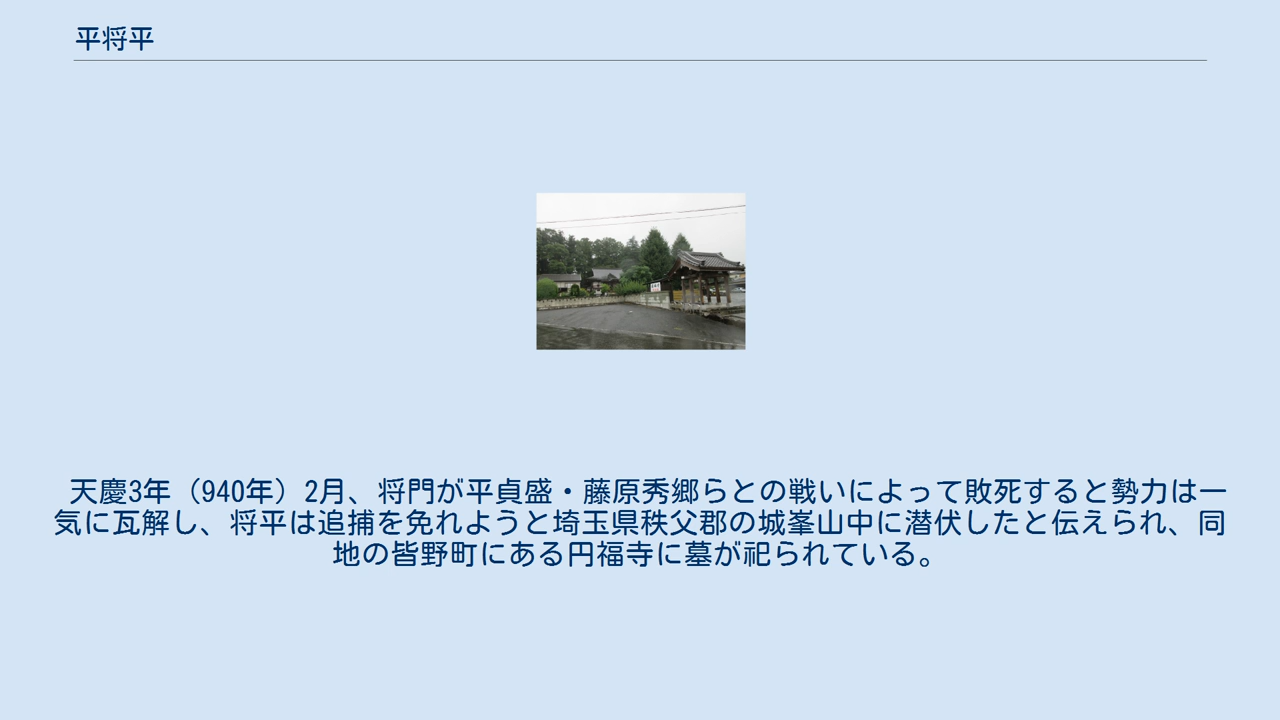 平将平
天慶3年（940年）2月、将門が平貞盛・藤原秀郷らとの戦いによって敗死すると勢力は一
気に瓦解し、将平は追捕を免れようと埼玉県秩父郡の城峯山中に潜伏したと伝えられ、同
地の皆野町にある円福寺に墓が祀られている。